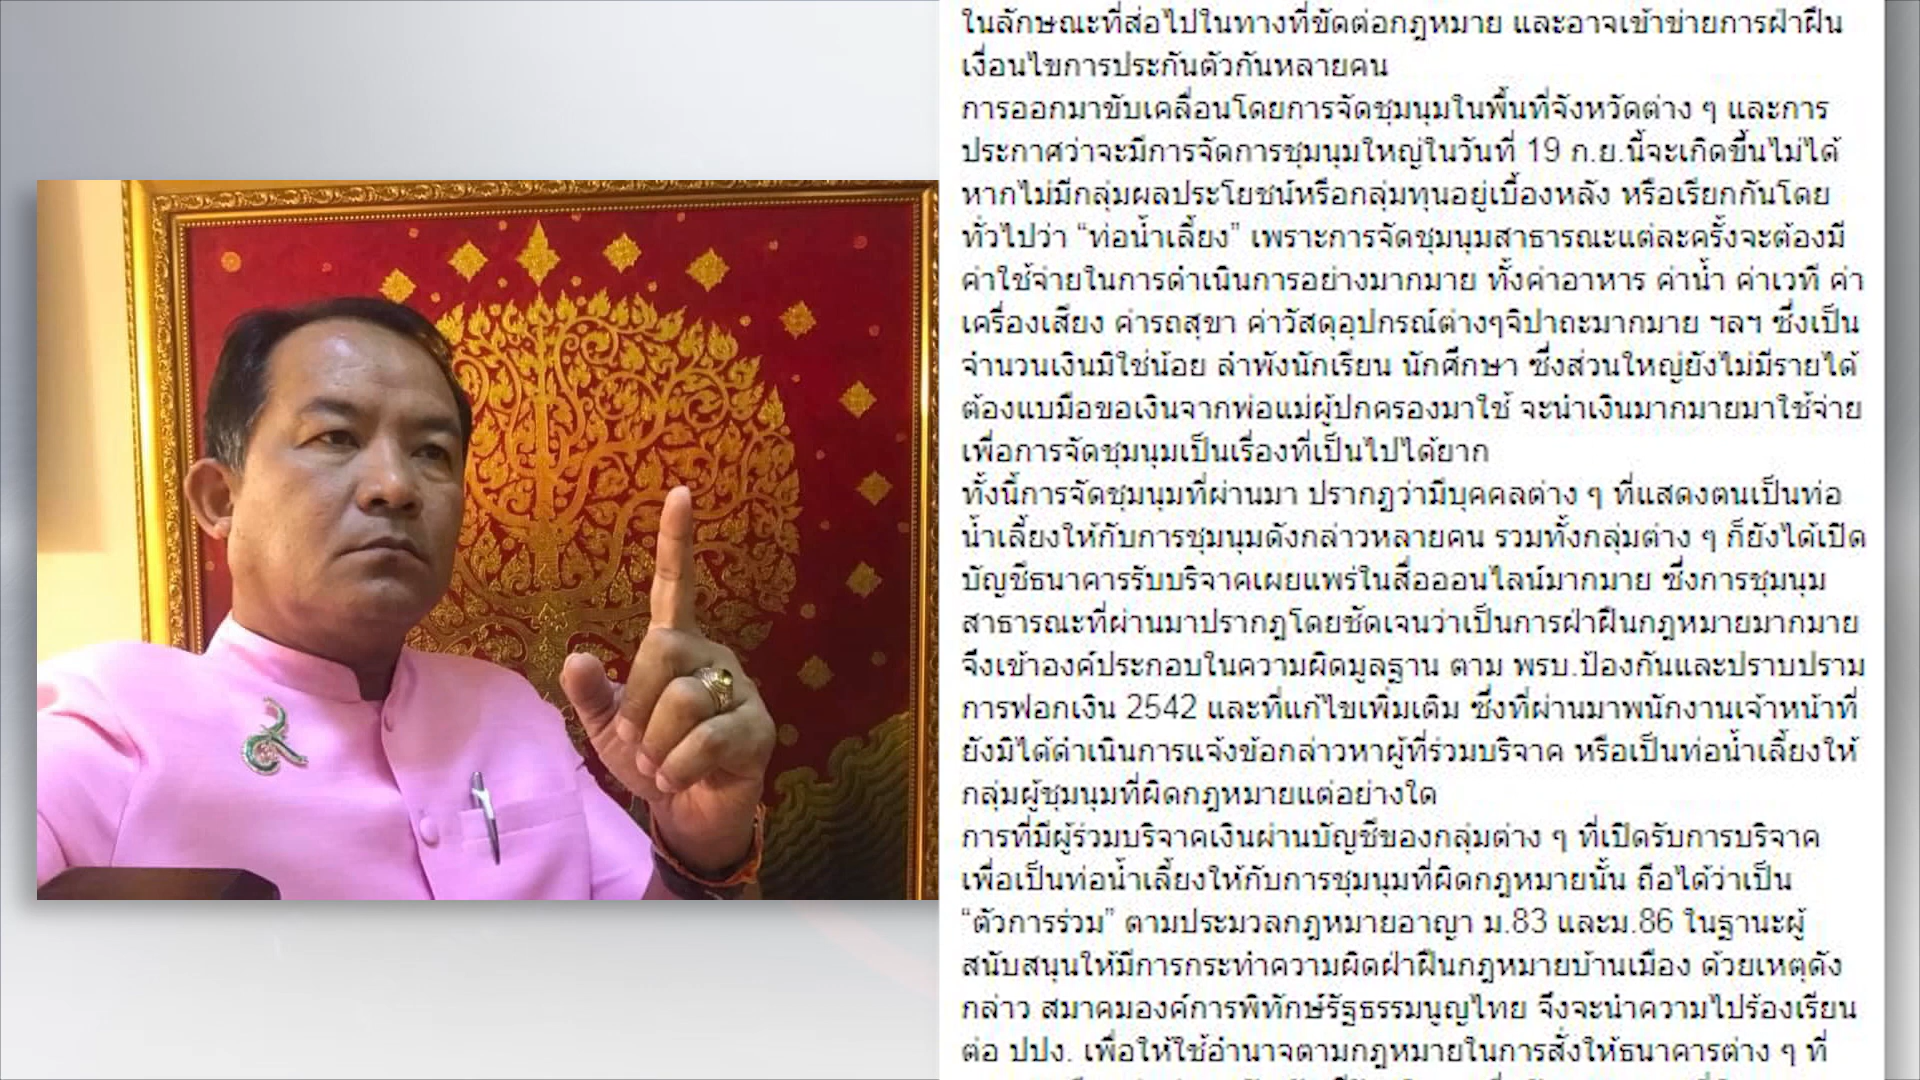 ในลักษณะที่ส่อไปในทางที่ขัดต่อกฎหมาย และอาจเข้าข่ายการฝ่าฝืน
เงื่อนไขการประกันตัวกันหลายคน
การออกมาขับเคลื่อนโดยการจัดชุมนุมในพื้นที่จังหวัดต่าง ๆ และการ
ประกาศว่าจะมีการจัดการชุมนุมใหญ่ในวันที่ 19 ก.ย.นี้จะเกิดขึ้นไม่ได้
หากไม่มีกลุ่มผลประโยชน์หรือกลุ่มทุนอยู่เบื้องหลัง หรือเรียกกันโดย
ทั่วไปว่า “ท่อน้ำเลี้ยง” เพราะการจัดชุมนุมสาธารณะแต่ละครั้งจะต้องมี
ค่าใช้จ่ายในการดำเนินการอย่างมากมาย ทั้งค่าอาหาร ค่าน้ำ ค่าเวที ค่า
เครื่องเสียง ค่ารถสุขา ค่าวัสดุอุปกรณ์ต่างๆจิปาถะมากมาย ฯลฯ ซึ่งเป็น
จำนวนเงินมิใช่น้อย ลำพังนักเรียน นักศึกษา ซึ่งส่วนใหญ่ยังไม่มีรายได้
ต้องแบมือขอเงินจากพ่อแม่ผู้ปกครองมาใช้ จะนำเงินมากมายมาใช้จ่าย
เพื่อการจัดชุมนุมเป็นเรื่องที่เป็นไปได้ยาก
ทั้งนี้การจัดชุมนุมที่ผ่านมา ปรากฏว่ามีบุคคลต่าง ๆ ที่แสดงตนเป็นท่อ
น้ำเลี้ยงให้กับการชุมนุมดังกล่าวหลายคน รวมทั้งกลุ่มต่าง ๆ ก็ยังได้เปิด
บัญชีธนาคารรับบริจาคเผยแพร่ในสื่อออนไลน์มากมาย ซึ่งการชุมนุม
สาธารณะที่ผ่านมาปรากฏโดยชัดเจนว่าเป็นการฝ่าฝืนกฎหมายมากมาย
จึงเข้าองค์ประกอบในความผิดมูลฐาน ตาม พรบ.ป้องกันและปราบปราม
การฟอกเงิน 2542 และที่แก้ไขเพิ่มเติม ซึ่งที่ผ่านมาพนักงานเจ้าหน้าที่
ยังมิได้ดำเนินการแจ้งข้อกล่าวหาผู้ที่ร่วมบริจาค หรือเป็นท่อน้ำเลี้ยงให้
กลุ่มผู้ชุมนุมที่ผิดกฎหมายแต่อย่างใด
การที่มีผู้ร่วมบริจาคเงินผ่านบัญชีของกลุ่มต่าง ๆ ที่เปิดรับการบริจาค
เพื่อเป็นท่อน้ำเลี้ยงให้กับการชุมนุมที่ผิดกฎหมายนั้น ถือได้ว่าเป็น
“ตัวการร่วม” ตามประมวลกฎหมายอาญา ม.83 และม.86 ในฐานะผู้
สนับสนุนให้มีการกระทำความผิดฝ่าฝืนกฎหมายบ้านเมือง ด้วยเหตุดัง
กล่าว สมาคมองค์การพิทักษ์รัฐธรรมนูญไทย จึงจะนำความไปร้องเรียน
ต่อ ปปง. เพื่อให้ใช้อำนาจตามกฎหมายในการสั่งให้ธนาคารต่าง ๆ ที่